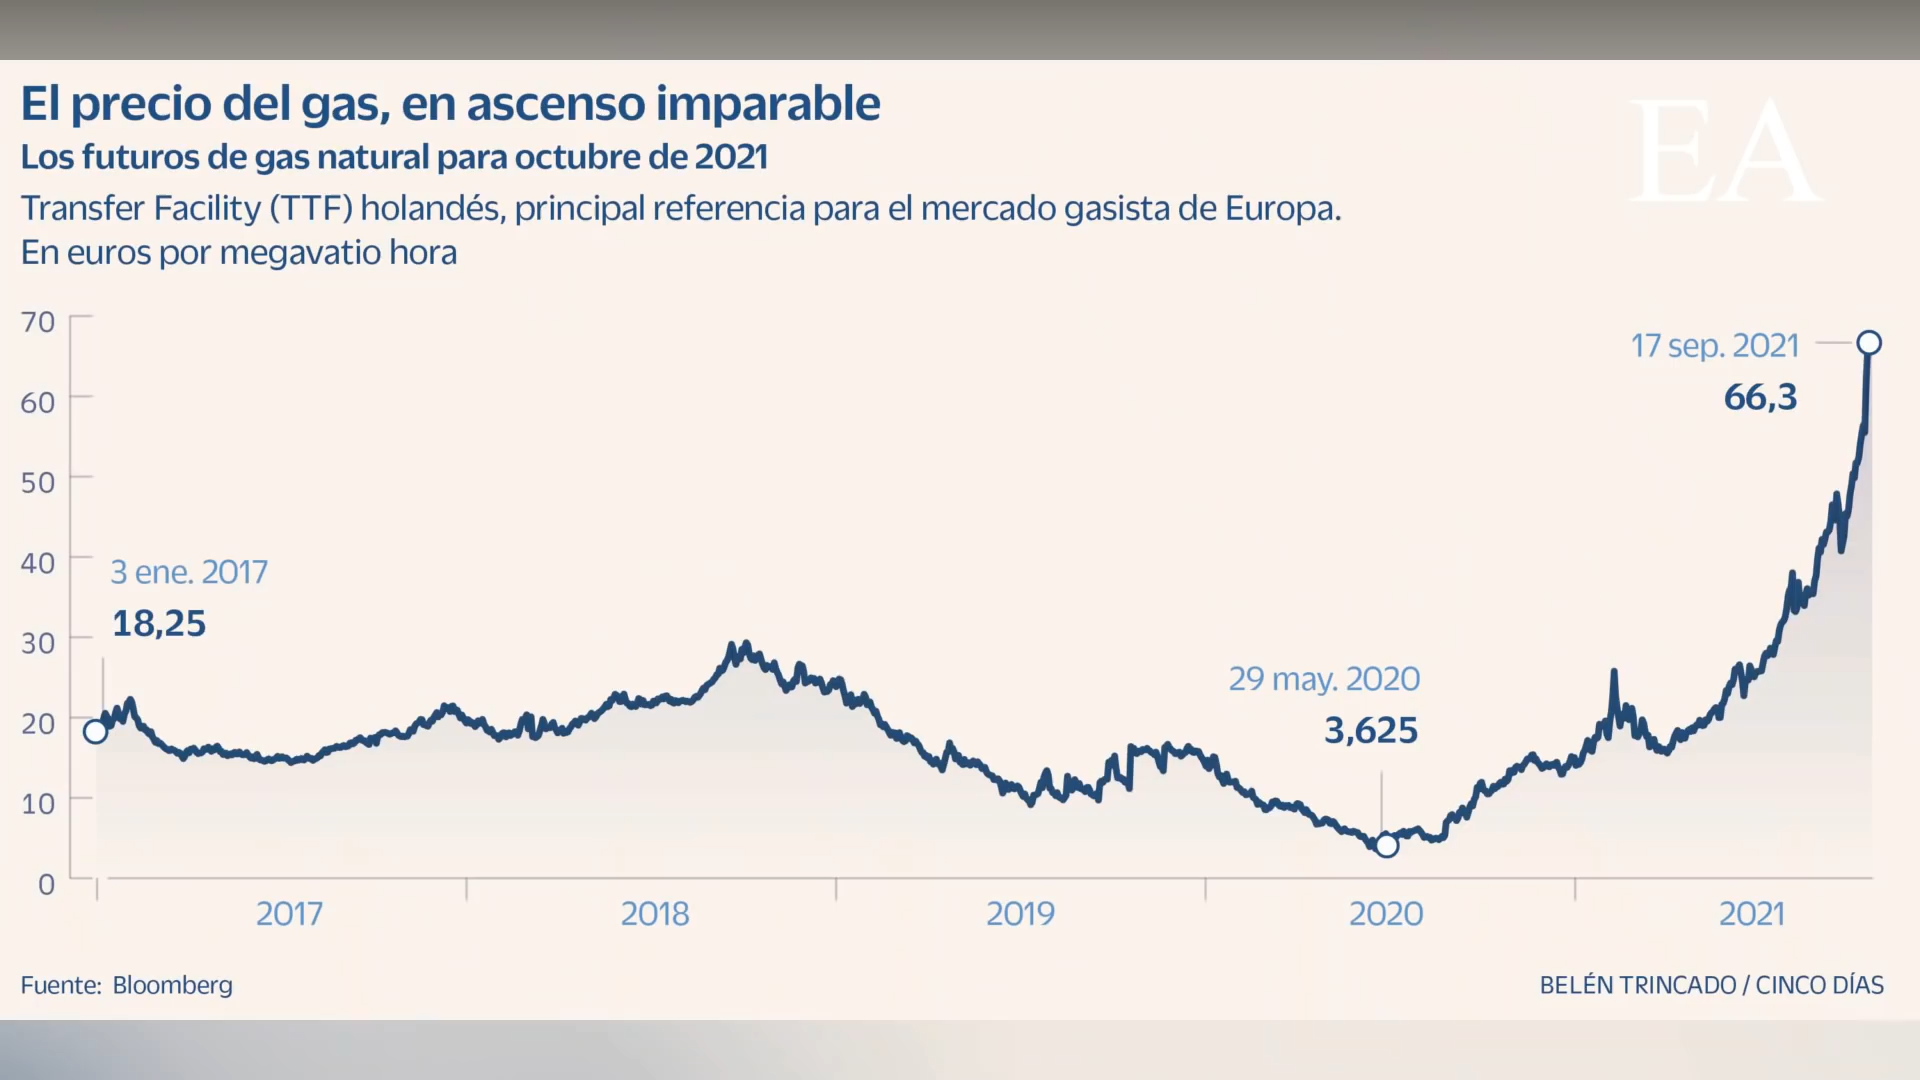 El precio del gas, en ascenso imparable
EA
Los futuros de gas natural para octubre de 2021
Transfer Facility (TTF) holandés, principal referencia para el mercado gasista de Europa.
En euros por megavatio hora
70
60
50
40
30
20
10
0
3 ene. 2017
18,25
29 may. 2020
3,625
17 sep. 2021
66,3
2017
2018
2019
2020
2021
Fuente: Bloomberg
BELÉN TRINCADO / CINCO DÍAS